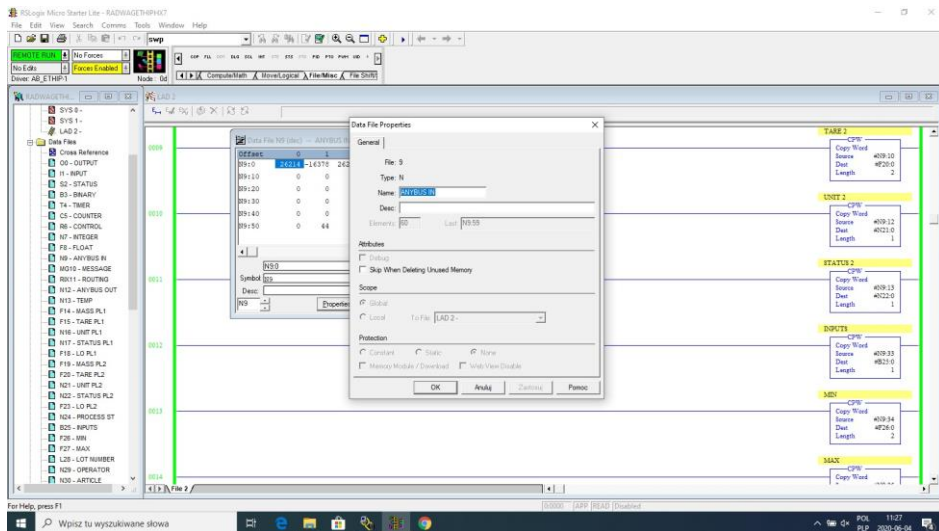 RSLogix Micro Starter Lite - RADWAGETHIPHX7
File Edit View Search Comms Tools Window Help
swp
REMOTE RUN No Forces
No Edits Forces Enabled
Driver: AB_ETHIP-1 Node: 0d
Compute/Math Move/Logical File/Misc File Shift/
LAD 2
SYS 0 -
SYS 1 -
LAD 2 -
Data Files
Cross Reference
O0 - OUTPUT
I1 - INPUT
S2 - STATUS
B3 - BINARY
T4 - TIMER
C5 - COUNTER
R6 - CONTROL
N7 - INTEGER
F8 - FLOAT
N9 - ANYBUS IN
MG10 - MESSAGE
RIX11 - ROUTING
N12 - ANYBUS OUT
N13 - TEMP
F14 - MASS PL1
F15 - TARE PL1
N16 - UNIT PL1
N17 - STATUS PL1
F18 - LO PL1
F19 - MASS PL2
F20 - TARE PL2
N21 - UNIT PL2
N22 - STATUS PL2
F23 - LO PL2
N24 - PROCESS ST
B25 - INPUTS
F26 - MIN
F27 - MAX
L28 - LOT NUMBER
N29 - OPERATOR
N30 - ARTICLE
0009
0010
0011
0012
0013
0014
Data File N9 (dec) -- ANYBUS IN
Offset 0 1
N9:0 26214 -16378 262
N9:10 0 0
N9:20 0 0
N9:30 0 0
N9:40 0 0
N9:50 0 44
N9:0
Symbol:
Desc:
N9 Properties
Data File Properties
General
File: 9
Type: N
Name: ANYBUS IN
Desc:
Elements: 60 Last: N9:59
Attributes
Debug
Skip When Deleting Unused Memory
Scope
Global
Local To File: LAD 2 -
Protection
Constant Static None
Memory Module / Download Web View Disable
OK Anuluj Zastosuj Pomoc
TARE 2
CPW
Copy Word
Source #N9:10
Dest #F20:0
Length 2
UNIT 2
CPW
Copy Word
Source #N9:12
Dest #N21:0
Length 1
STATUS 2
CPW
Copy Word
Source #N9:13
Dest #N22:0
Length 1
INPUTS
CPW
Copy Word
Source #N9:33
Dest #B25:0
Length 1
MIN
CPW
Copy Word
Source #N9:34
Dest #F26:0
Length 2
MAX
CPW
Copy Word
File 2
For Help, press F1
APP READ Disabled
Wpisz tu wyszukiwane słowa
POL 11:27
PLP 2020-06-04